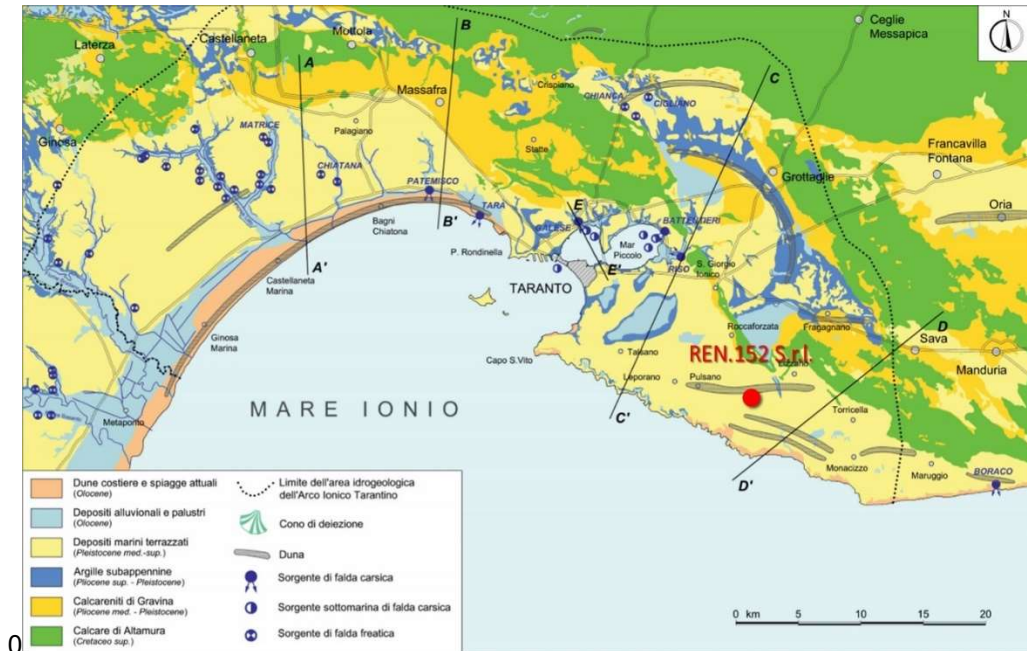 Ceglie
Messapica
N
Laterza
Castellaneta
Mottola
B
A
C
Massafra
Crispiano
CHIANCA
CIGLIANO
Ginosa
MATRICE
Palagiano
Statte
CHIATANA
Grottaglie
Francavilla
Fontana
PATEMISCO
TARA
Oria
E
GALESE
BATTENDIERI
Bagni
Chiatona
B'
P. Rondinella
Mar
Piccolo
A'
E'
RISO
S. Giorgio
Ionico
Castellaneta
Marina
TARANTO
Roccaforzata
Fragagnano
D
Ginosa
Marina
Capo S.Vito
Talsano
REN.152 S.r.l.
Lizzano
Sava
Manduria
Leporano
Pulsano
MARE IONIO
C'
Torricella
Metaponto
D'
Monacizzo
Maruggio
BORACO
Dune costiere e spiagge attuali
(Olocene)
Depositi alluvionali e palustri
(Olocene)
Depositi marini terrazzati
(Pleistocene med.-sup.)
Argille subappennine
(Pliocene sup. - Pleistocene)
Calcareniti di Gravina
(Pliocene med. - Pleistocene)
Calcare di Altamura
(Cretaceo sup.)
Limite dell'area idrogeologica
dell'Arco Ionico Tarantino
Cono di deiezione
Duna
Sorgente di falda carsica
Sorgente sottomarina di falda carsica
Sorgente di falda freatica
0 km 5 10 15 20
0